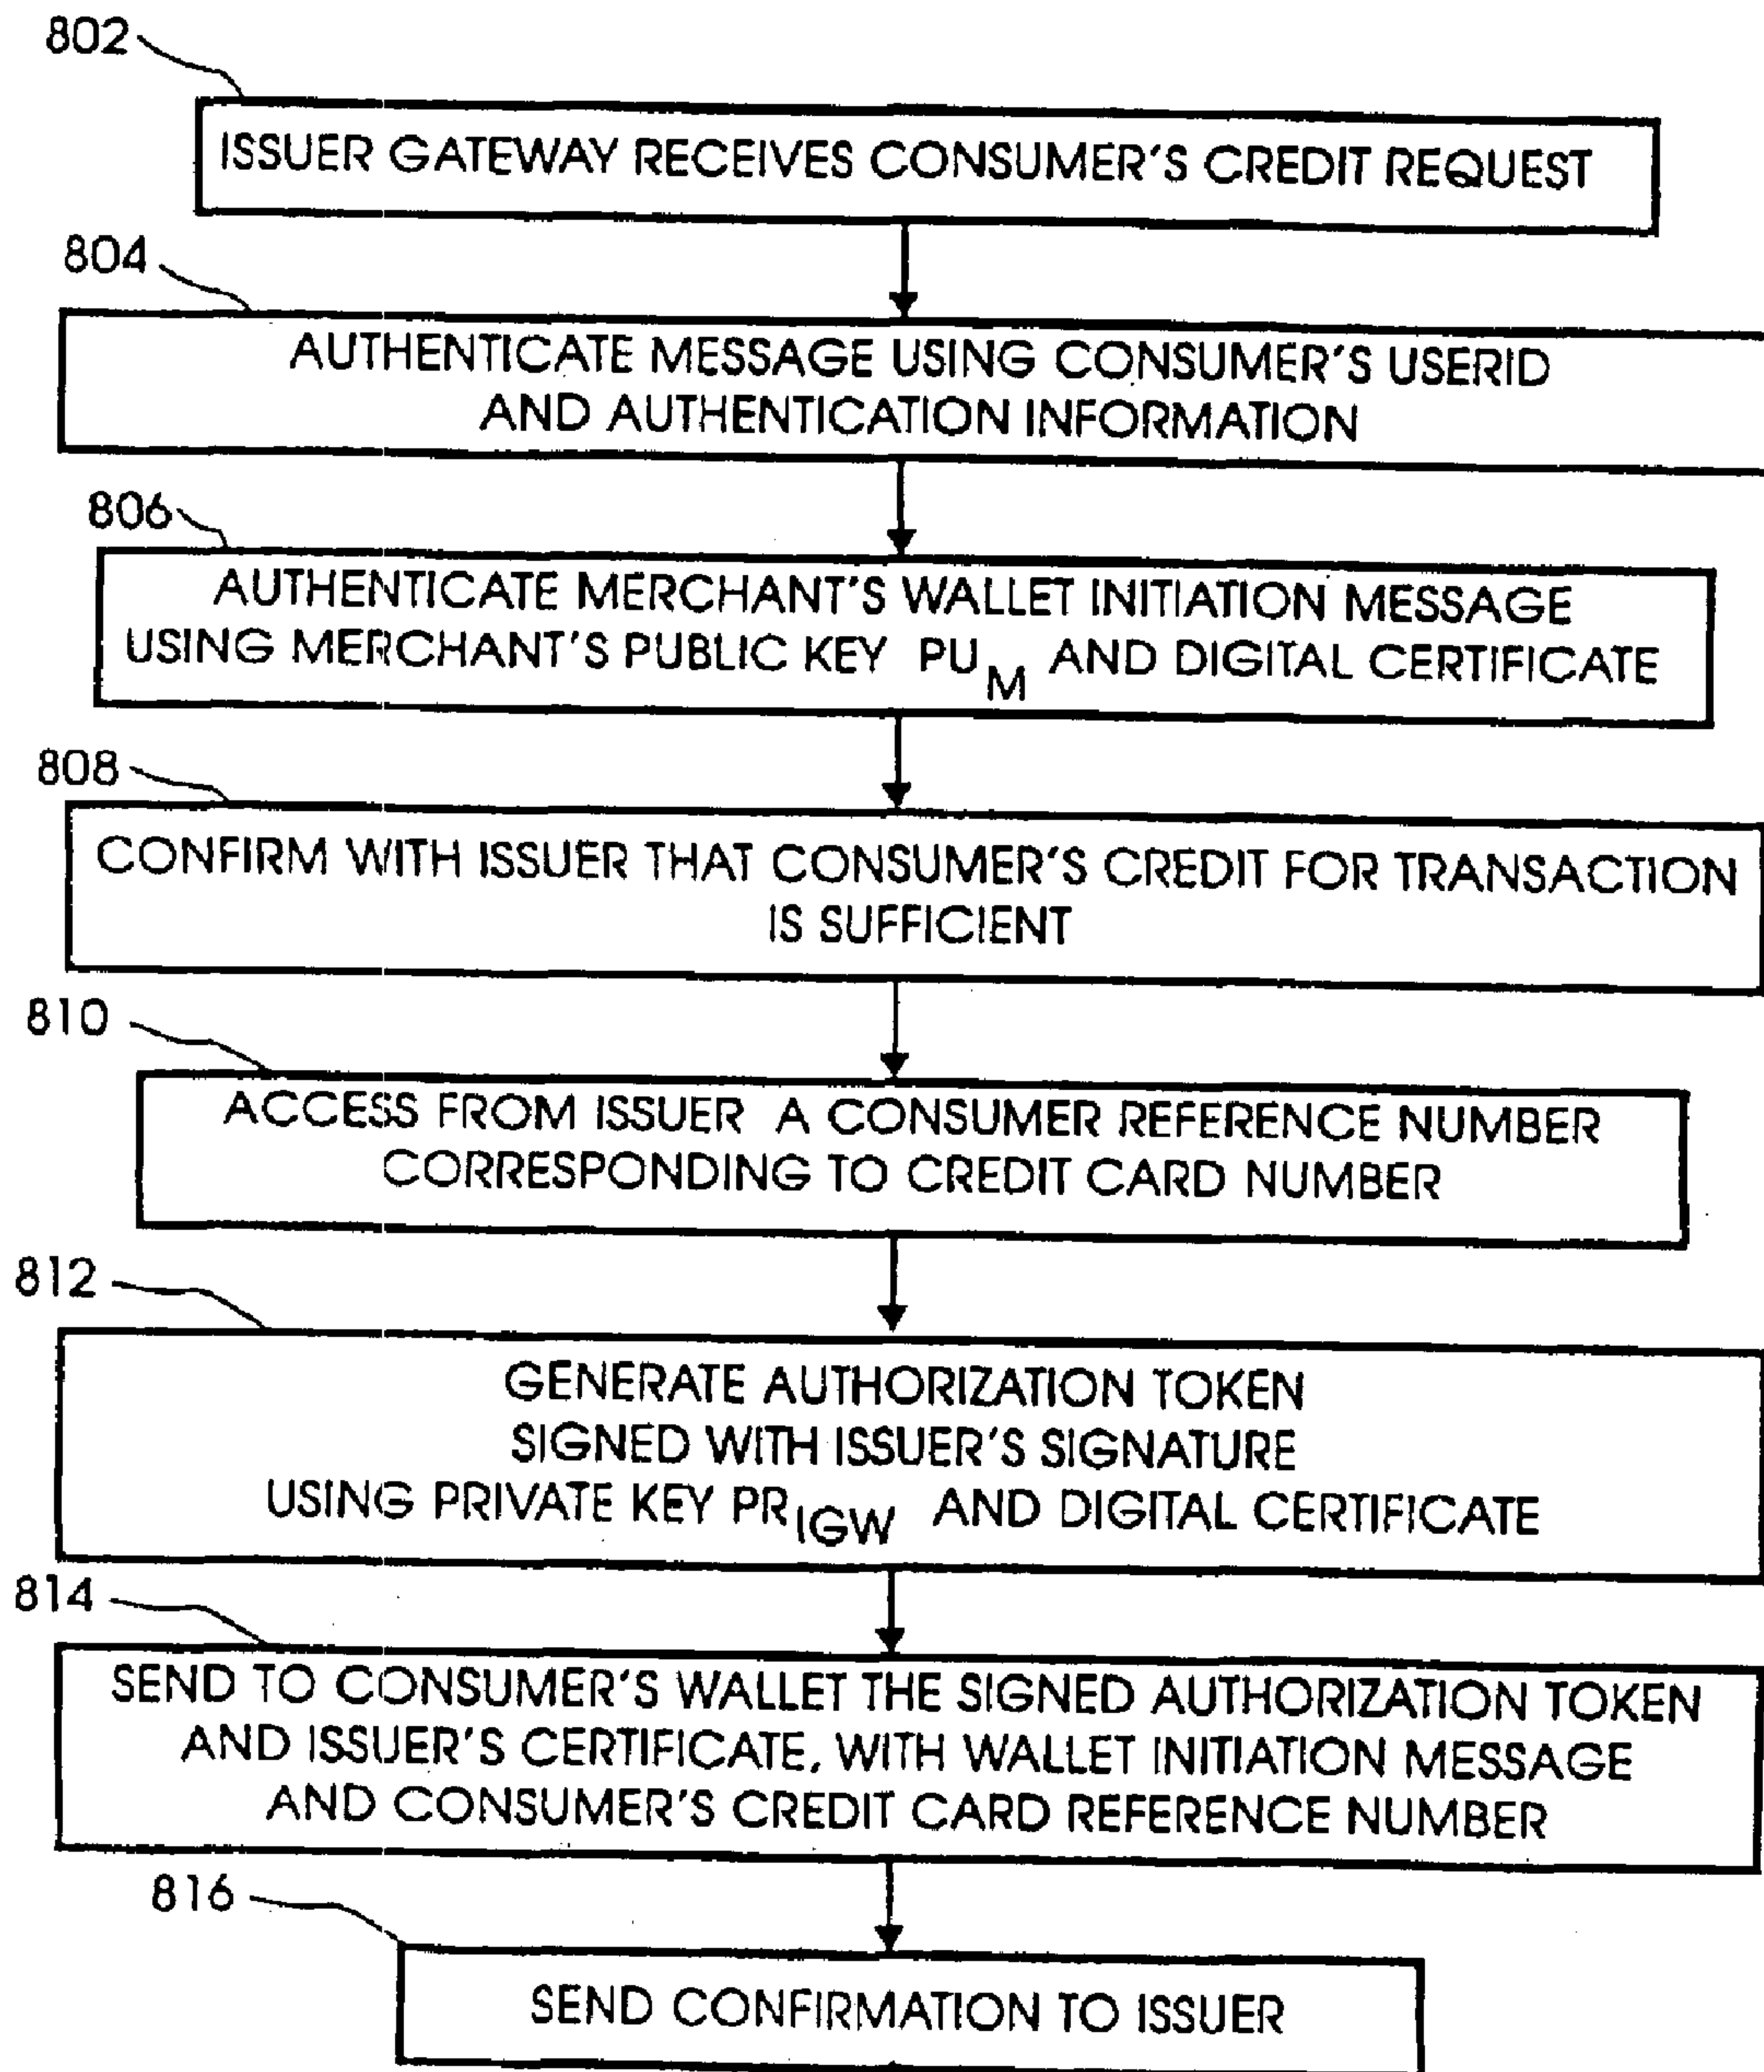 802
ISSUER GATEWAY RECEIVES CONSUMER'S CREDIT REQUEST
804
AUTHENTICATE MESSAGE USING CONSUMER'S USERID
AND AUTHENTICATION INFORMATION
806
AUTHENTICATE MERCHANT'S WALLET INITIATION MESSAGE
USING MERCHANT'S PUBLIC KEY PU_M AND DIGITAL CERTIFICATE
808
CONFIRM WITH ISSUER THAT CONSUMER'S CREDIT FOR TRANSACTION
IS SUFFICIENT
810
ACCESS FROM ISSUER A CONSUMER REFERENCE NUMBER
CORRESPONDING TO CREDIT CARD NUMBER
812
GENERATE AUTHORIZATION TOKEN
SIGNED WITH ISSUER'S SIGNATURE
USING PRIVATE KEY PR_IGW AND DIGITAL CERTIFICATE
814
SEND TO CONSUMER'S WALLET THE SIGNED AUTHORIZATION TOKEN
AND ISSUER'S CERTIFICATE, WITH WALLET INITIATION MESSAGE
AND CONSUMER'S CREDIT CARD REFERENCE NUMBER
816
SEND CONFIRMATION TO ISSUER